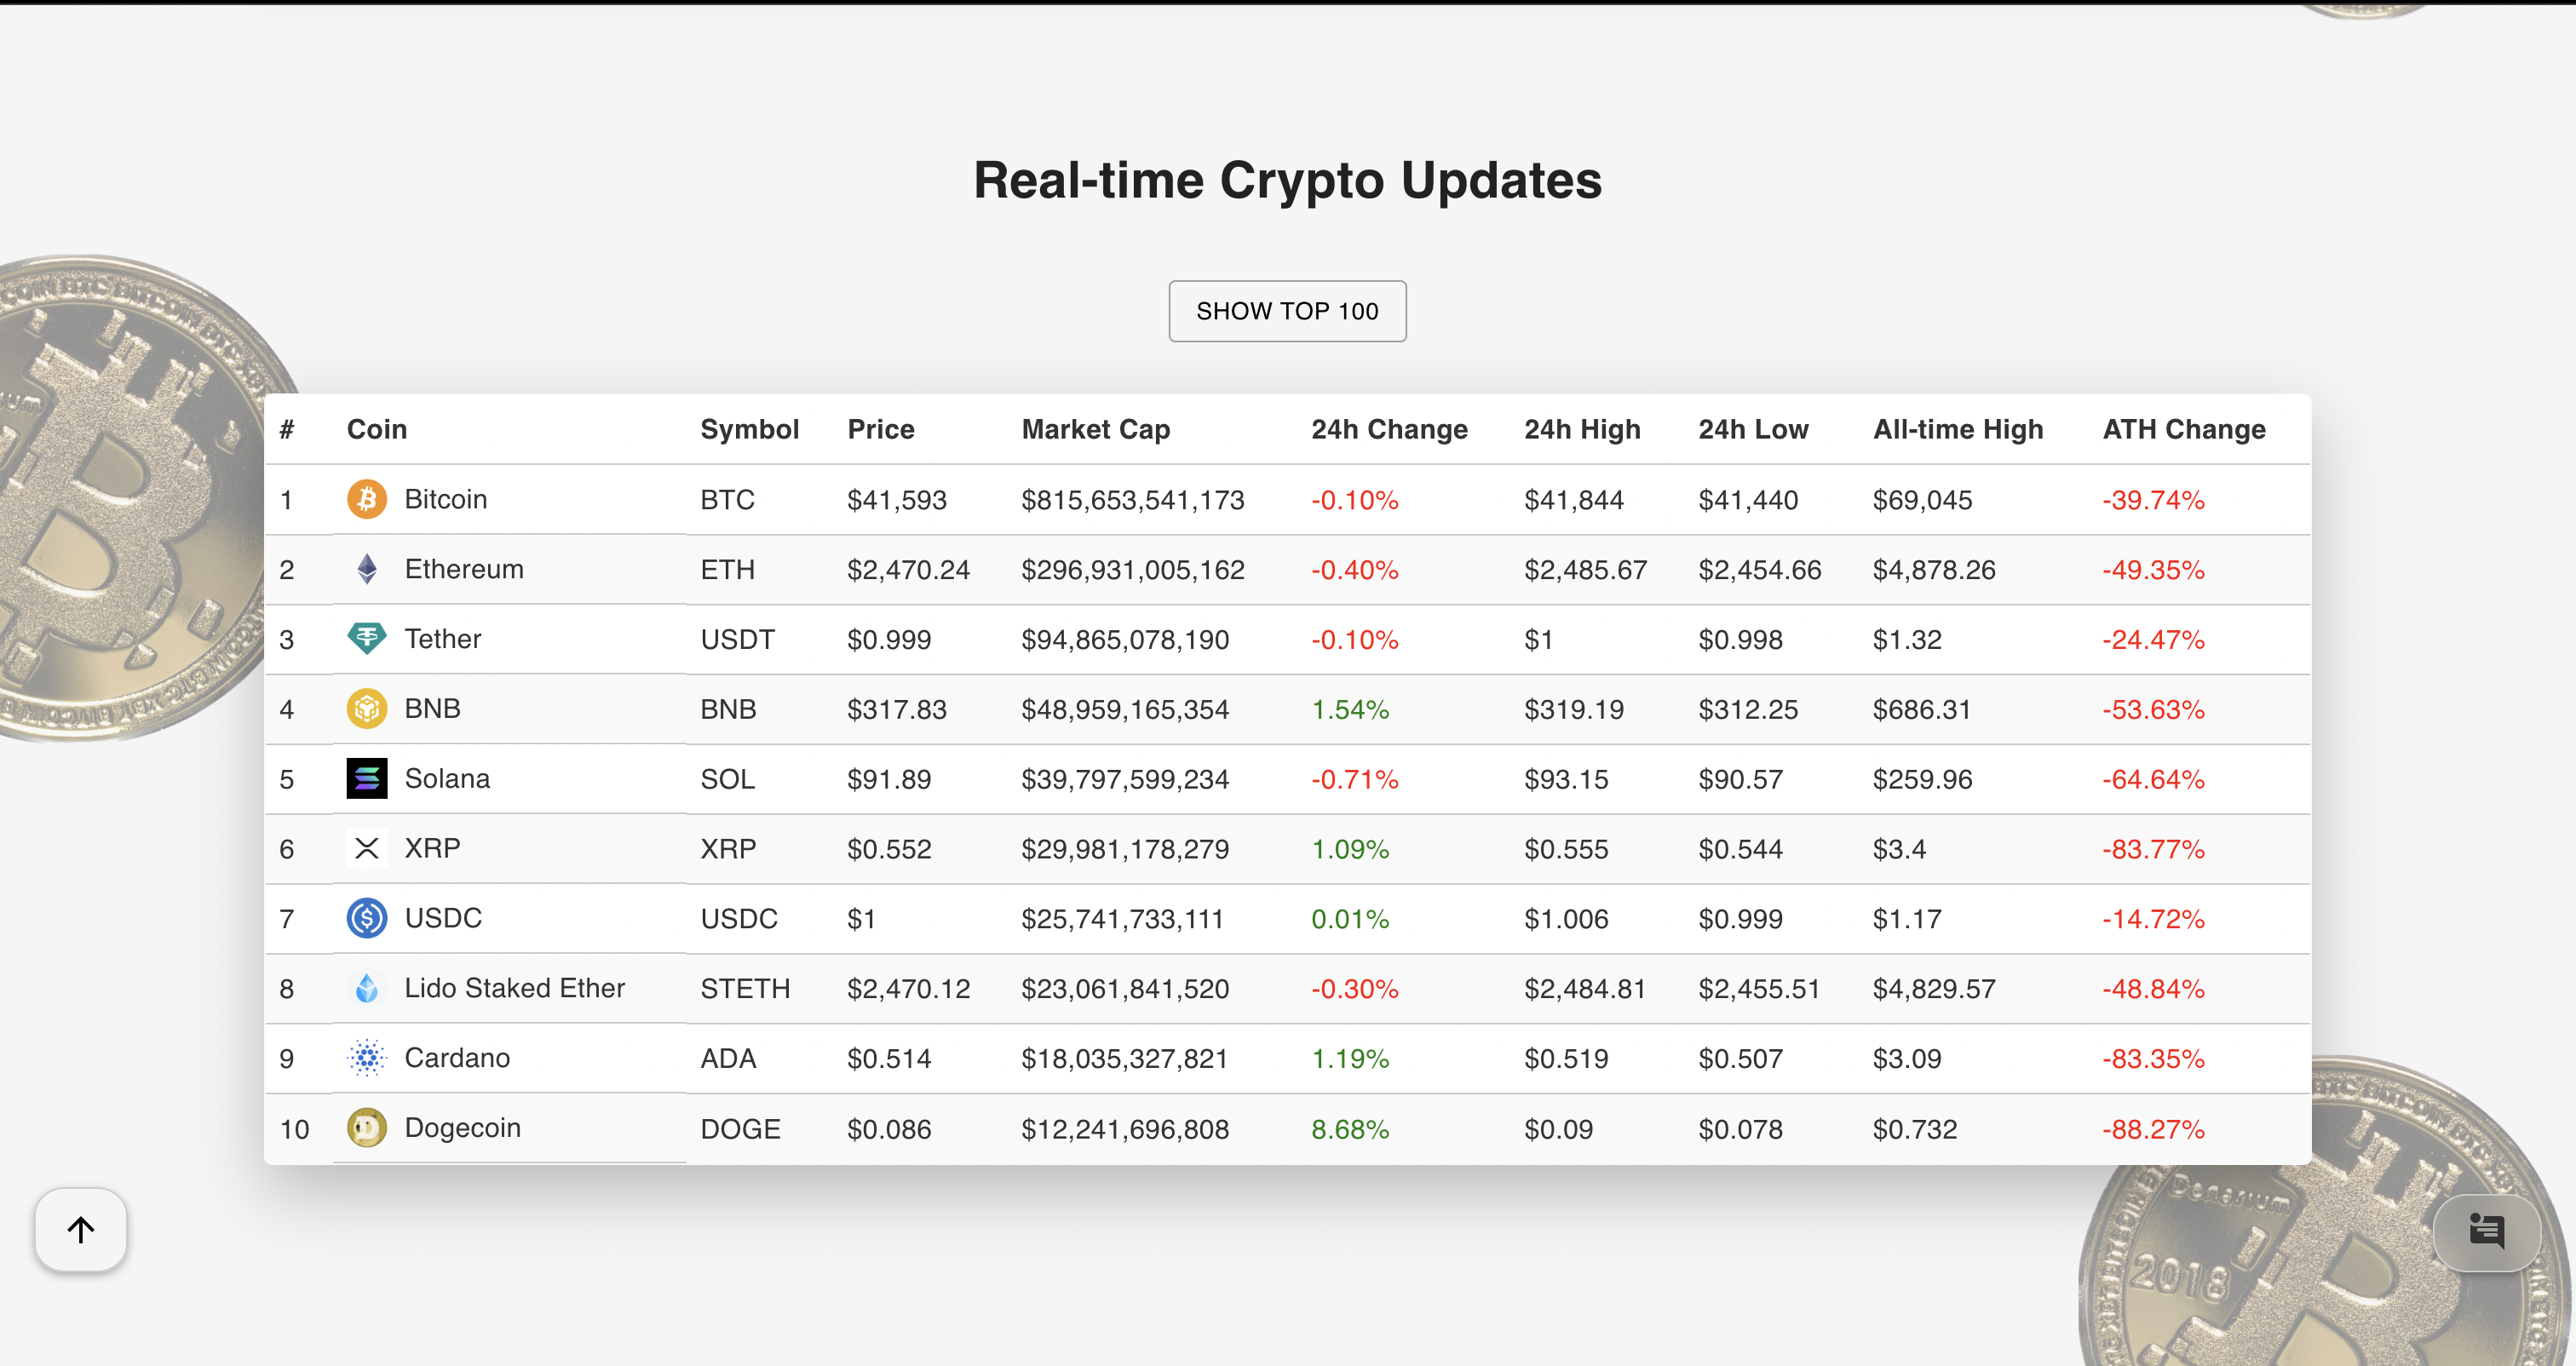 Real-time Crypto Updates
SHOW TOP 100
# Coin Symbol Price Market Cap 24h Change 24h High 24h Low All-time High ATH Change
1 Bitcoin BTC $41,593 $815,653,541,173 -0.10% $41,844 $41,440 $69,045 -39.74%
2 Ethereum ETH $2,470.24 $296,931,005,162 -0.40% $2,485.67 $2,454.66 $4,878.26 -49.35%
3 Tether USDT $0.999 $94,865,078,190 -0.10% $1 $0.998 $1.32 -24.47%
4 BNB BNB $317.83 $48,959,165,354 1.54% $319.19 $312.25 $686.31 -53.63%
5 Solana SOL $91.89 $39,797,599,234 -0.71% $93.15 $90.57 $259.96 -64.64%
6 XRP XRP $0.552 $29,981,178,279 1.09% $0.555 $0.544 $3.4 -83.77%
7 USDC USDC $1 $25,741,733,111 0.01% $1.006 $0.999 $1.17 -14.72%
8 Lido Staked Ether STETH $2,470.12 $23,061,841,520 -0.30% $2,484.81 $2,455.51 $4,829.57 -48.84%
9 Cardano ADA $0.514 $18,035,327,821 1.19% $0.519 $0.507 $3.09 -83.35%
10 Dogecoin DOGE $0.086 $12,241,696,808 8.68% $0.09 $0.078 $0.732 -88.27%
Denarium
2018